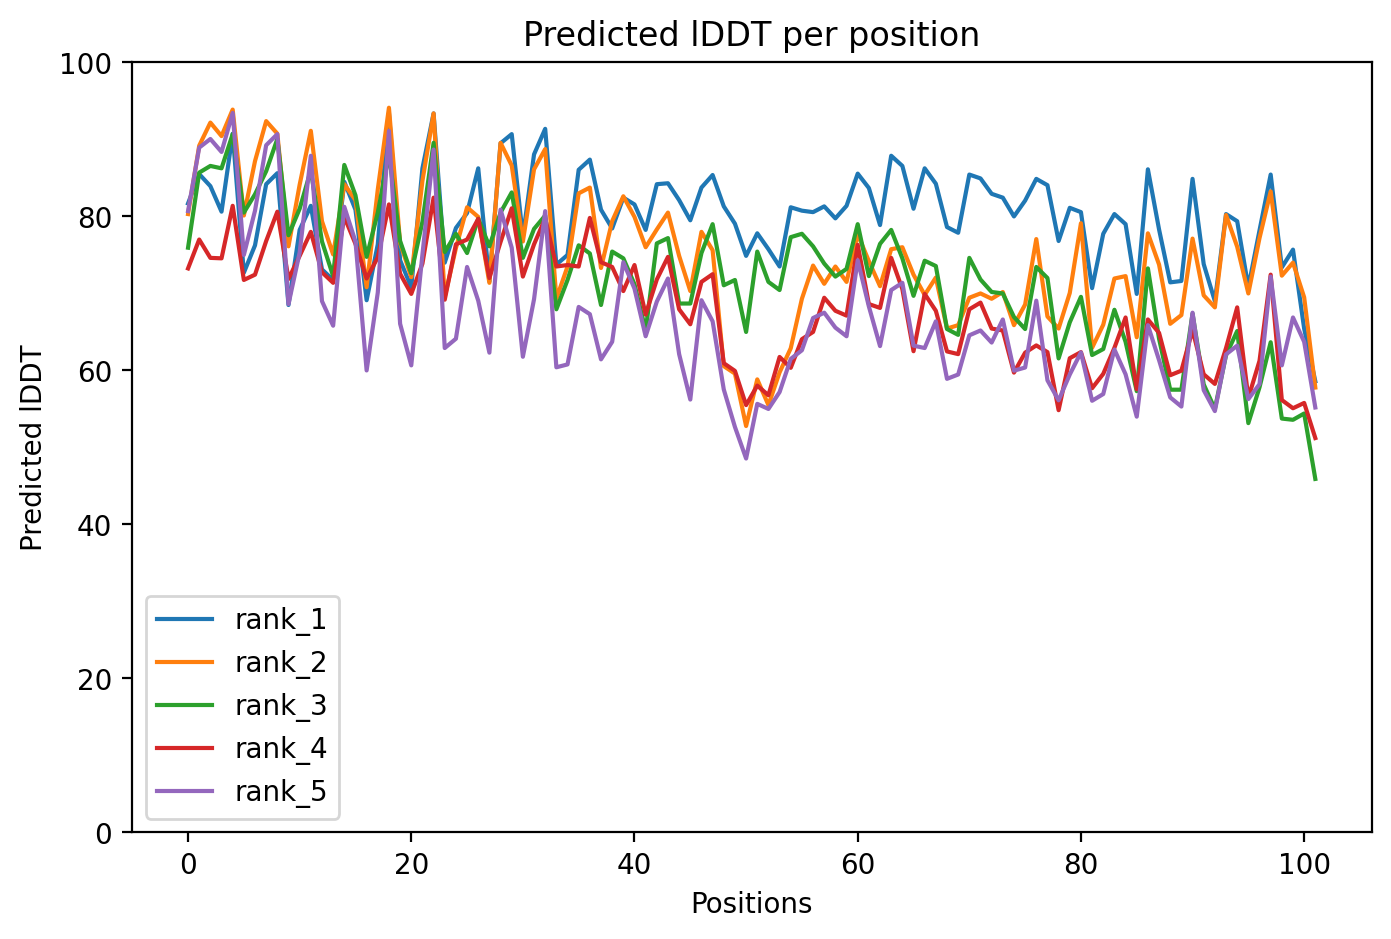 Predicted lDDT per position
100
80
60
40
20
0
Predicted lDDT
rank_1
rank_2
rank_3
rank_4
rank_5
0 20 40 60 80 100
Positions